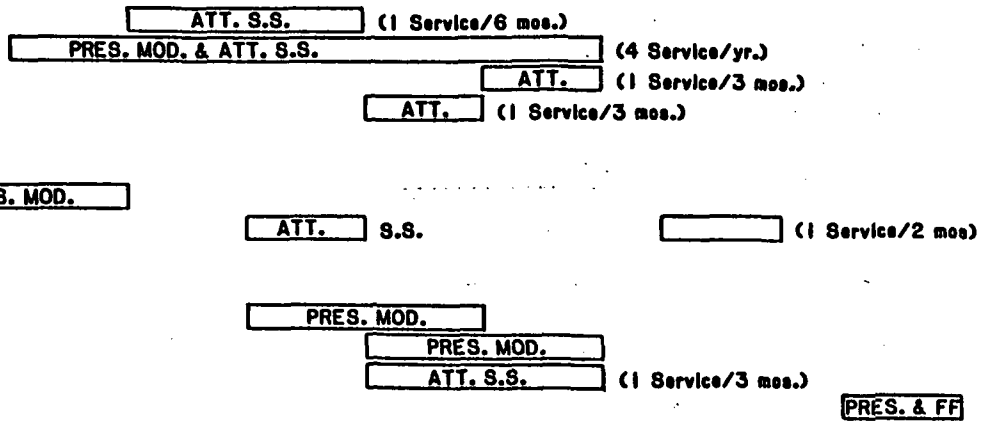 ATT. S.S. (1 Service/6 mos.)
PRES. MOD. & ATT. S.S. (4 Service/yr.)
ATT. (1 Service/3 mos.)
ATT. (1 Service/3 mos.)
S. MOD.
ATT. S.S. (1 Service/2 mos)
PRES. MOD.
PRES. MOD.
ATT. S.S. (1 Service/3 mos.)
PRES. & FF